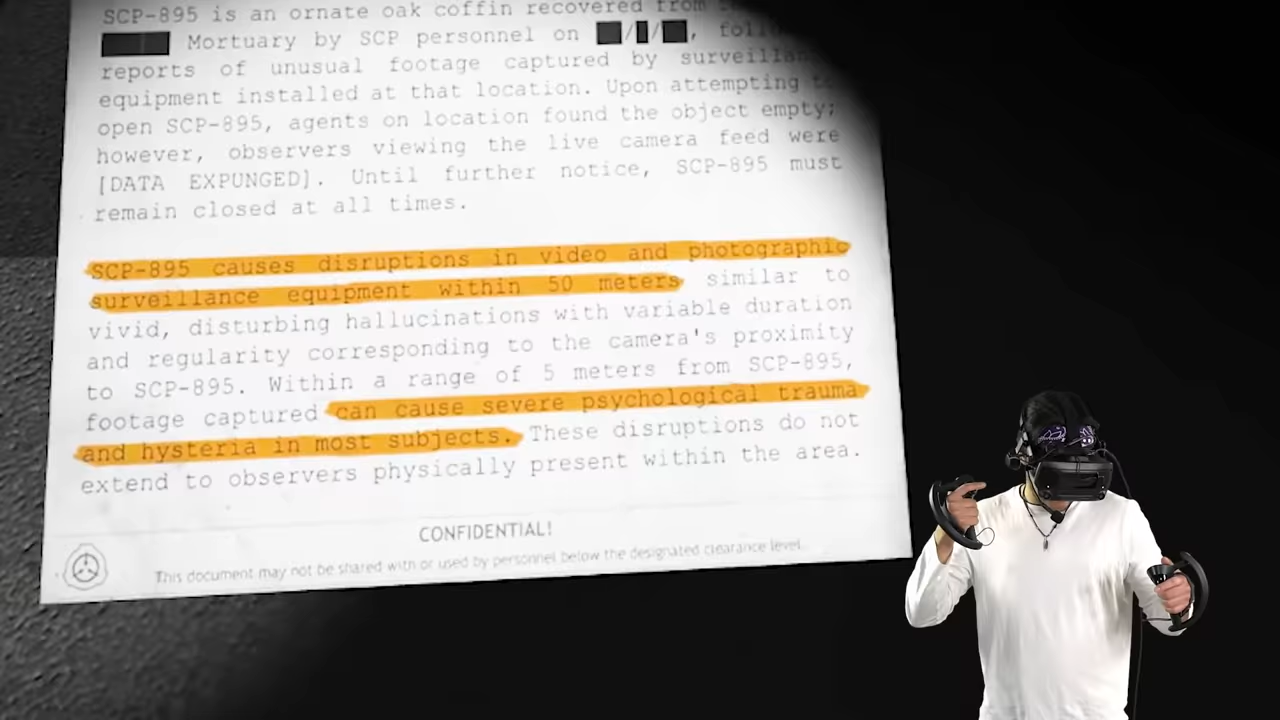 SCP-895 is an ornate oak coffin recovered from
Mortuary by SCP personnel on / / ,
reports of unusual footage captured by
equipment installed at that location. Upon attempting to
open SCP-895, agents on location found the object empty;
however, observers viewing the live camera feed were
[DATA EXPUNGED]. Until further notice, SCP-895 must
remain closed at all times.
SCP-895 causes disruptions in video and photographic
surveillance equipment within 50 meters similar to
vivid, disturbing hallucinations with variable duration
and regularity corresponding to the camera's proximity
to SCP-895. Within a range of 5 meters from SCP-895,
footage captured can cause severe psychological trauma
and hysteria in most subjects. These disruptions do not
extend to observers physically present within the area.
CONFIDENTIAL!
This document may not be shared with or used by personnel below the designated clearance level.